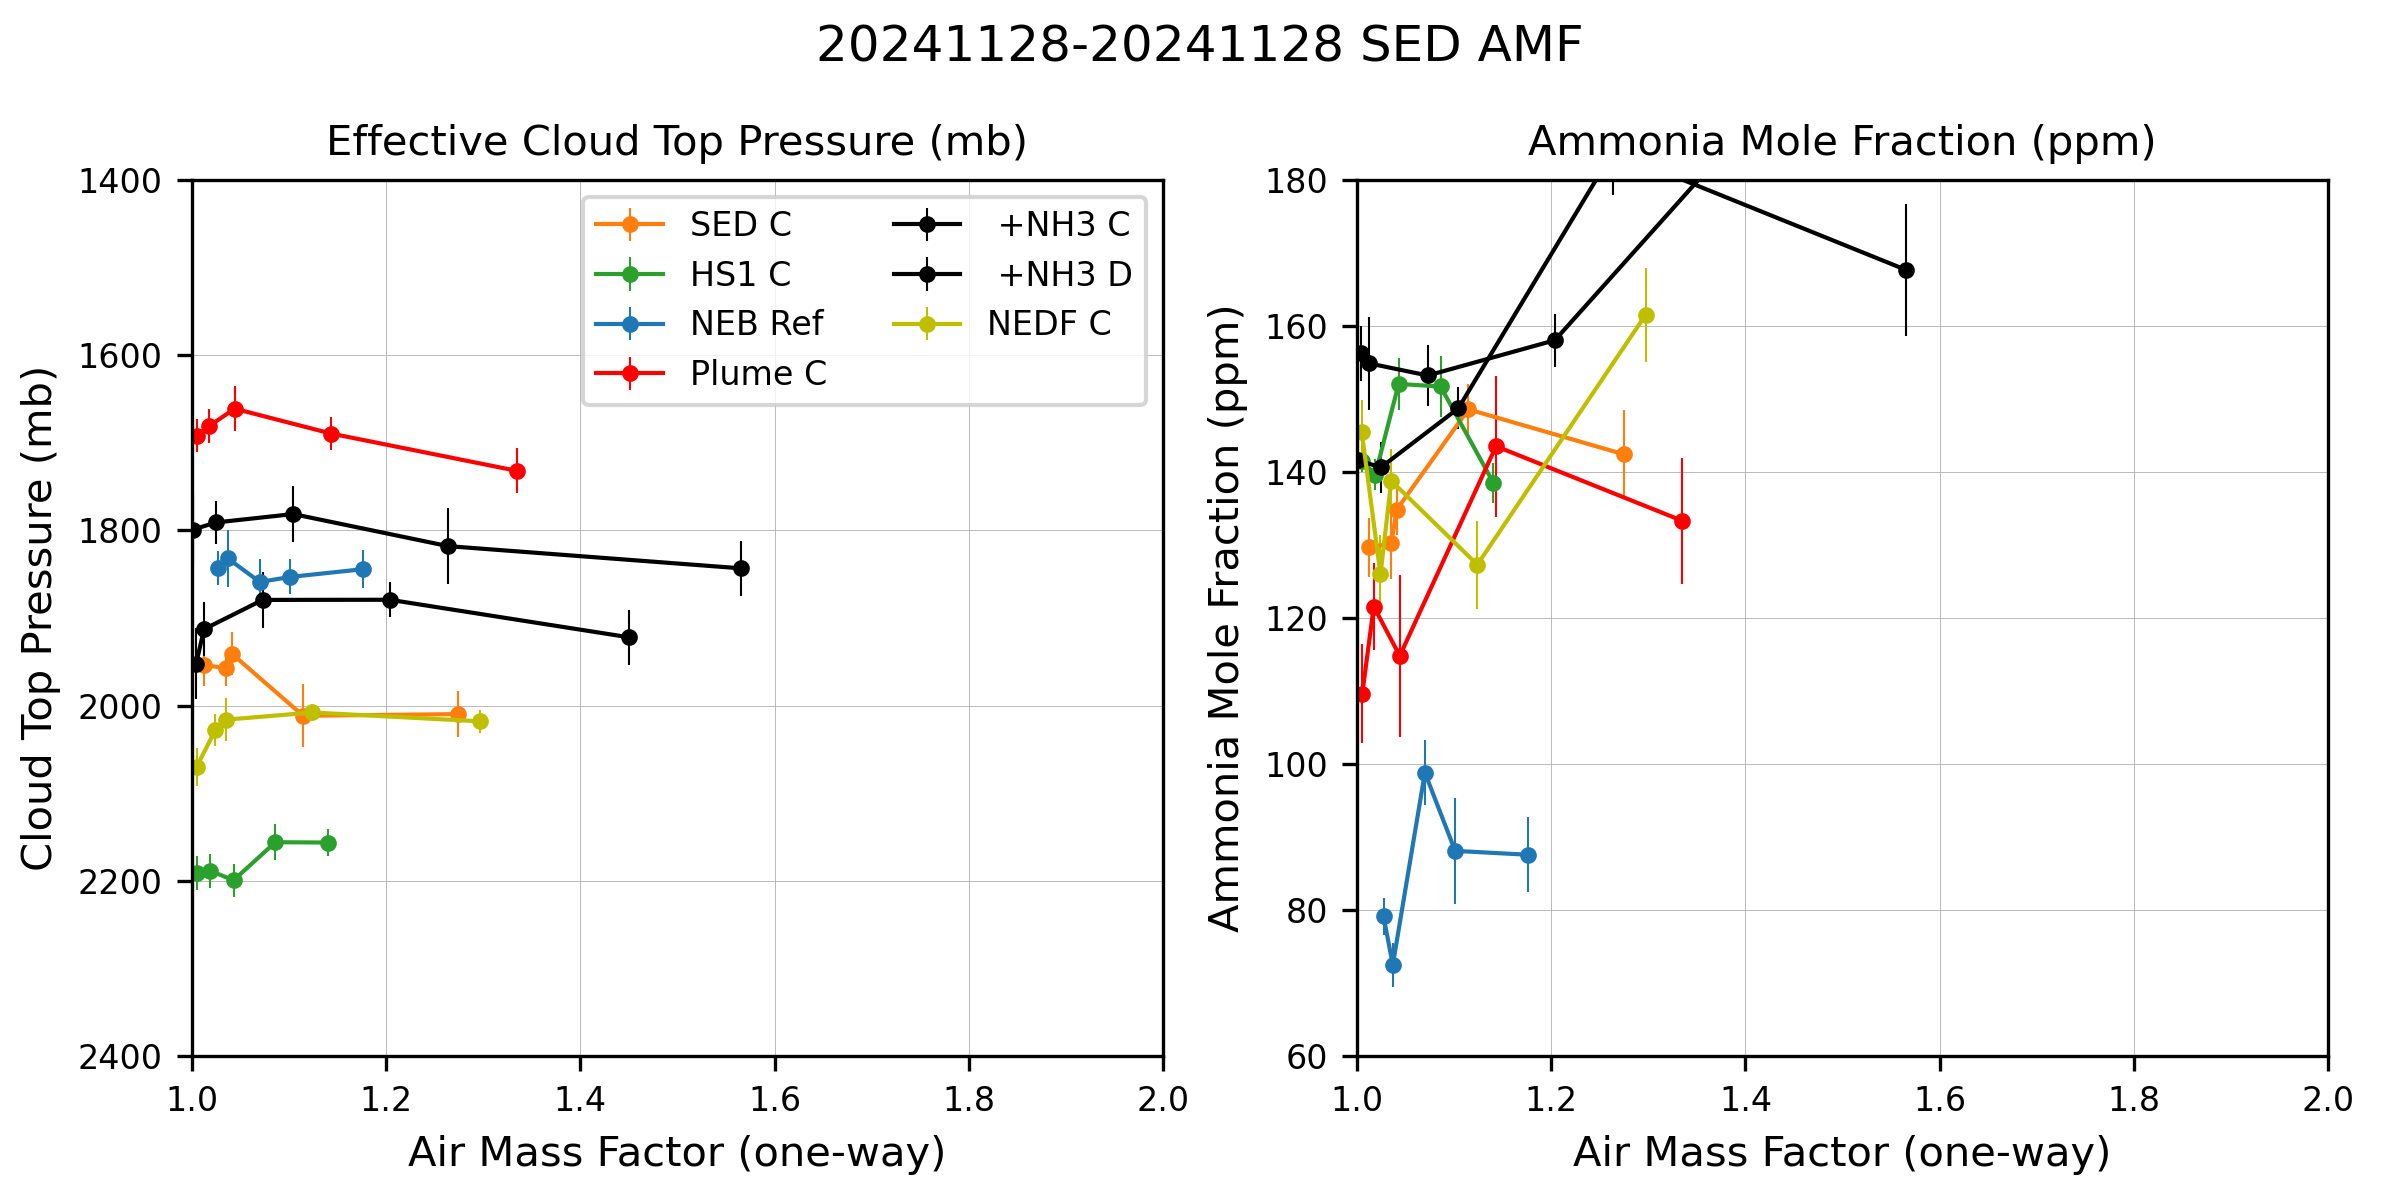 20241128-20241128 SED AMF
Effective Cloud Top Pressure (mb)
1400
1600
1800
2000
2200
2400
Cloud Top Pressure (mb)
SED C
HS1 C
NEB Ref
Plume C
+NH3 C
+NH3 D
NEDF C
1.0
1.2
1.4
1.6
1.8
2.0
Air Mass Factor (one-way)
Ammonia Mole Fraction (ppm)
180
160
140
120
100
80
60
Ammonia Mole Fraction (ppm)
1.0
1.2
1.4
1.6
1.8
2.0
Air Mass Factor (one-way)